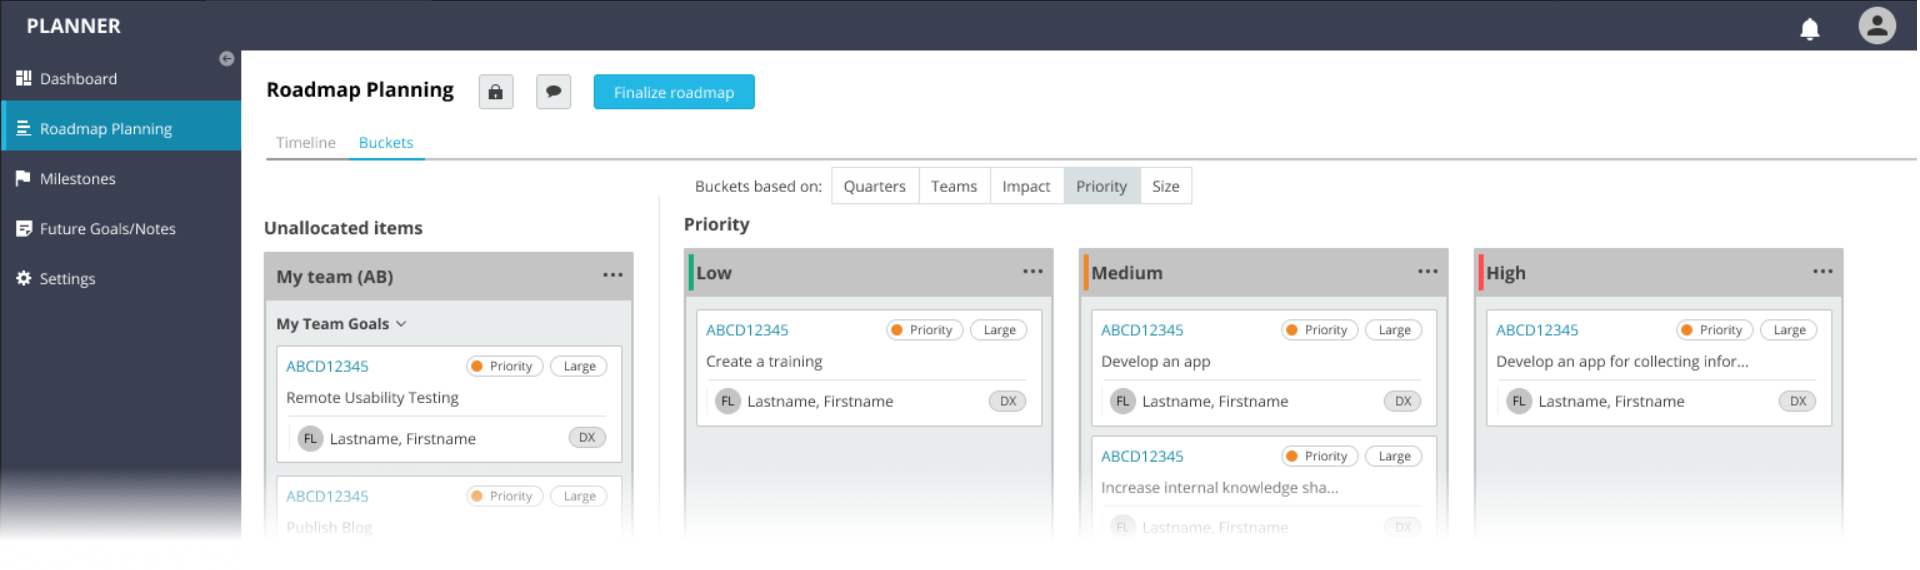 PLANNER
Dashboard
Roadmap Planning
Milestones
Future Goals/Notes
Settings
Roadmap Planning
Finalize roadmap
Timeline Buckets
Buckets based on: Quarters Teams Impact Priority Size
Unallocated items
My team (AB)
My Team Goals
ABCD12345 Priority Large
Remote Usability Testing
FL Lastname, Firstname DX
ABCD12345 Priority Large
Publish Blog
Priority
Low
ABCD12345 Priority Large
Create a training
FL Lastname, Firstname DX
Medium
ABCD12345 Priority Large
Develop an app
FL Lastname, Firstname DX
ABCD12345 Priority Large
Increase internal knowledge sha...
FL Lastname, Firstname DX
High
ABCD12345 Priority Large
Develop an app for collecting infor...
FL Lastname, Firstname DX